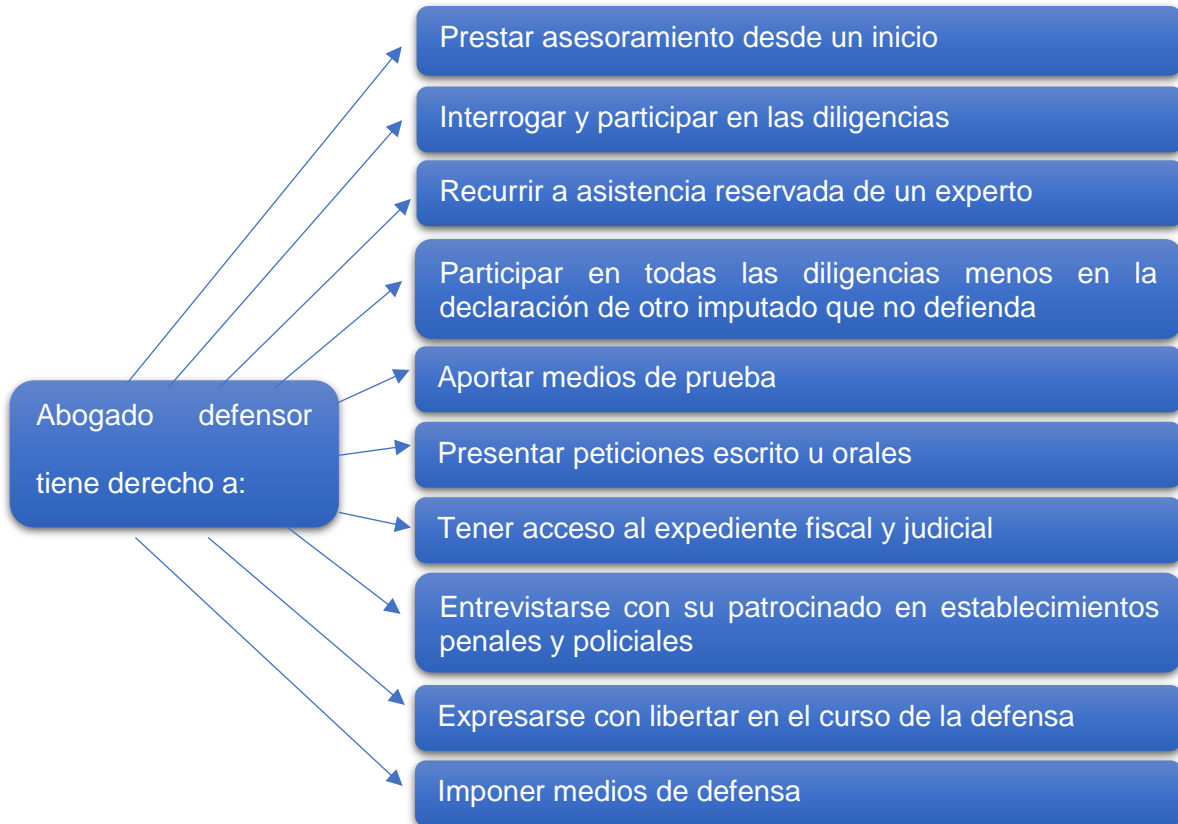 Prestar asesoramiento desde un inicio
Interrogar y participar en las diligencias
Recurrir a asistencia reservada de un experto
Participar en todas las diligencias menos en la
declaración de otro imputado que no defienda
Abogado defensor
tiene derecho a:
Aportar medios de prueba
Presentar peticiones escrito u orales
Tener acceso al expediente fiscal y judicial
Entrevistarse con su patrocinado en establecimientos
penales y policiales
Expresarse con libertar en el curso de la defensa
Imponer medios de defensa